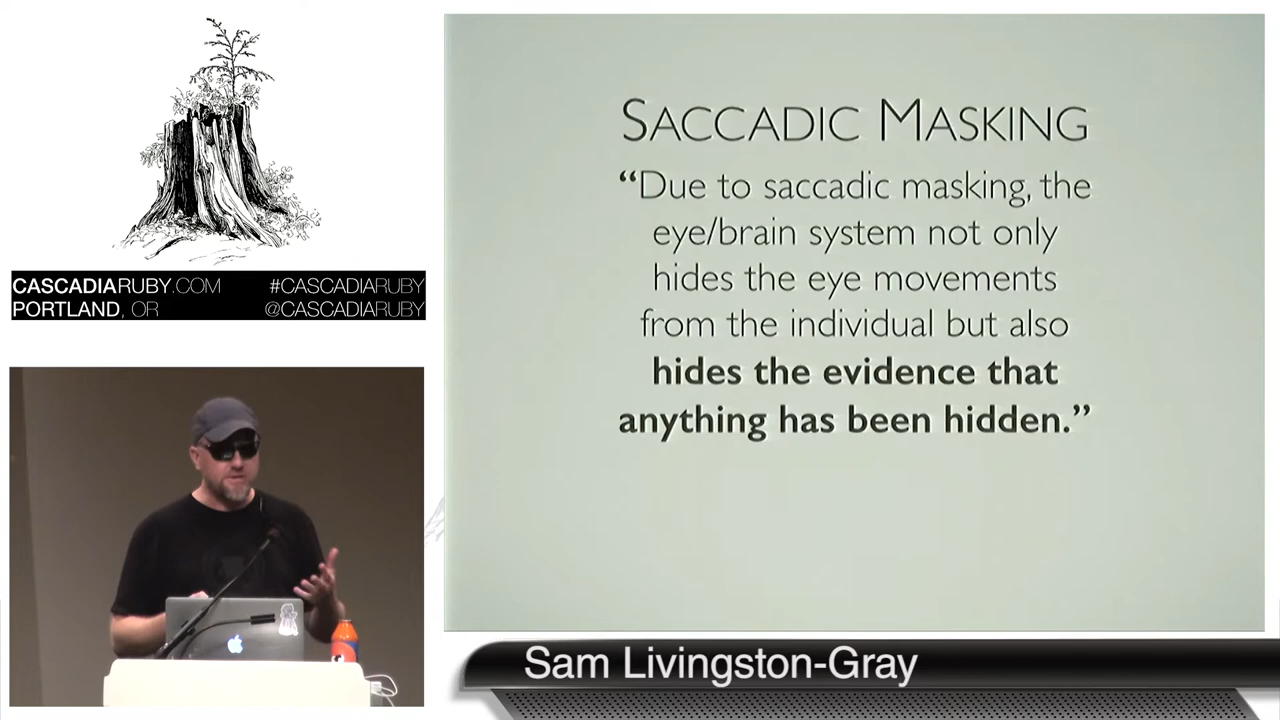 CASCADIARUBY.COM #CASCADIARUBY
PORTLAND, OR @CASCADIARUBY
SACCADIC MASKING
“Due to saccadic masking, the
eye/brain system not only
hides the eye movements
from the individual but also
hides the evidence that
anything has been hidden.”
Sam Livingston-Gray